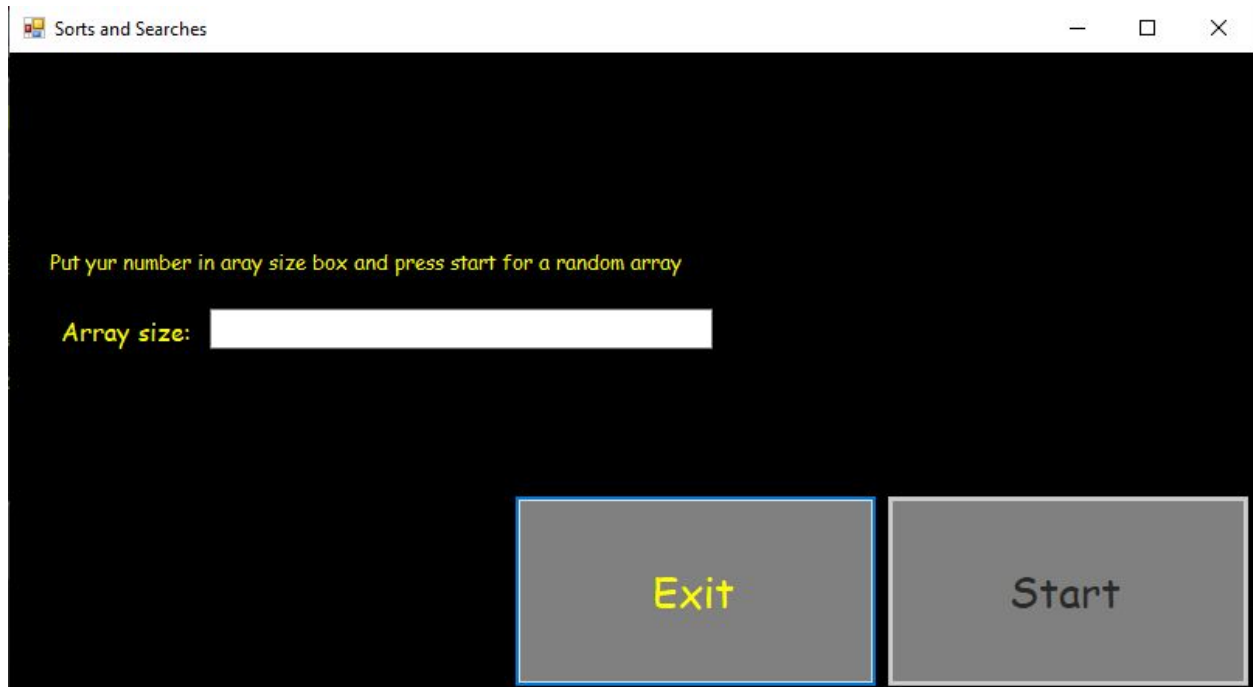 Sorts and Searches
Put yur number in aray size box and press start for a random array
Array size:
Exit
Start